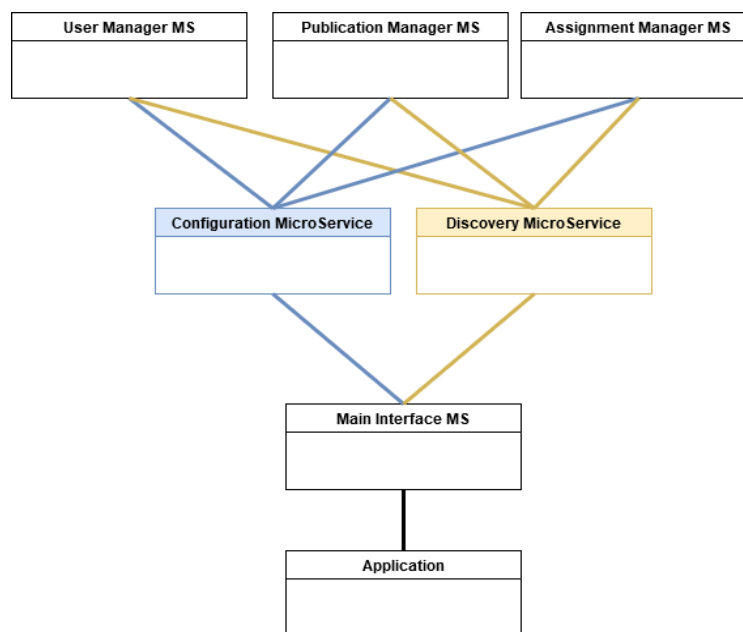 User Manager MS
Publication Manager MS
Assignment Manager MS
Configuration MicroService
Discovery MicroService
Main Interface MS
Application